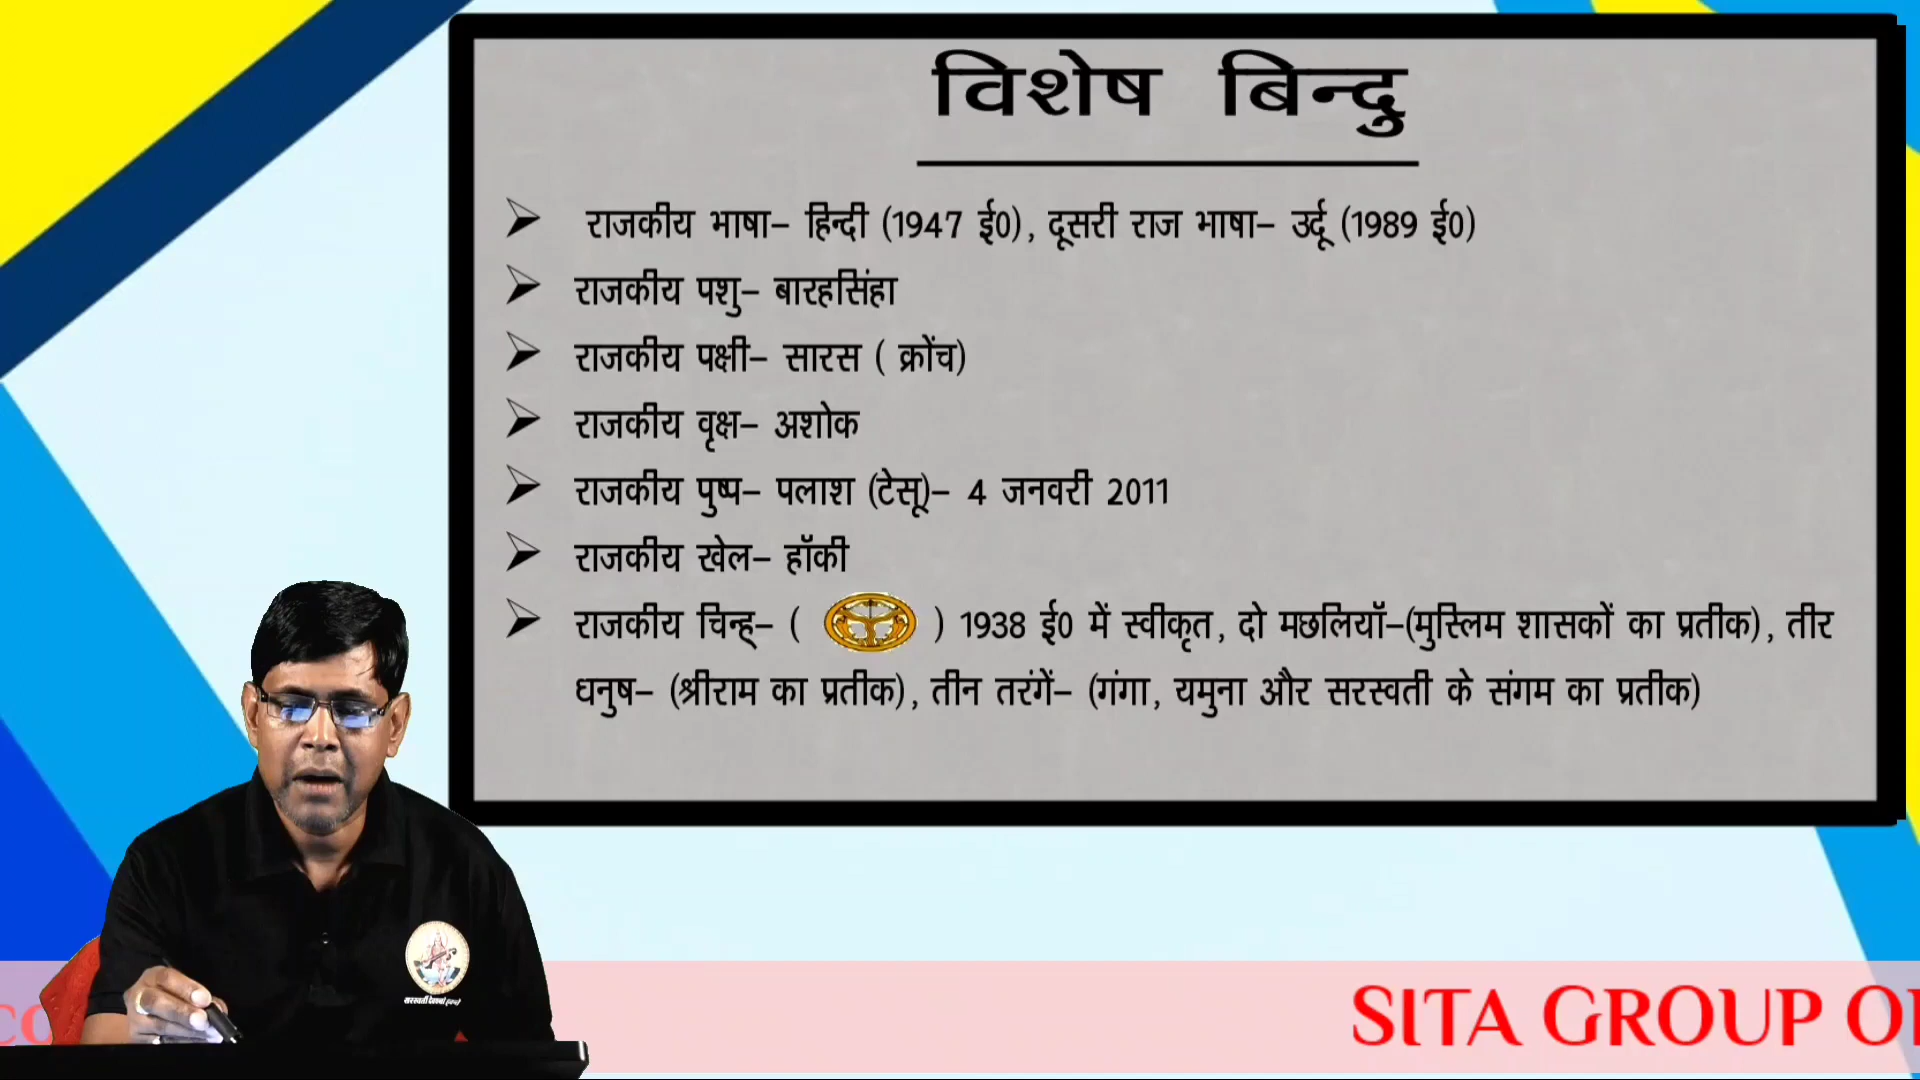 विशेष बिन्दु
राजकीय भाषा– हिन्दी (1947 ई0), दूसरी राज भाषा– उर्दू (1989 ई0)
राजकीय पशु– बारहसिंहा
राजकीय पक्षी– सारस ( क्रोंच)
राजकीय वृक्ष– अशोक
राजकीय पुष्प– पलाश (टेसू)– 4 जनवरी 2011
राजकीय खेल– हॉकी
राजकीय चिन्ह्– ( ) 1938 ई0 में स्वीकृत, दो मछलियॉ–(मुस्लिम शासकों का प्रतीक), तीर
धनुष– (श्रीराम का प्रतीक), तीन तरंगें– (गंगा, यमुना और सरस्वती के संगम का प्रतीक)
SITA GROUP OF